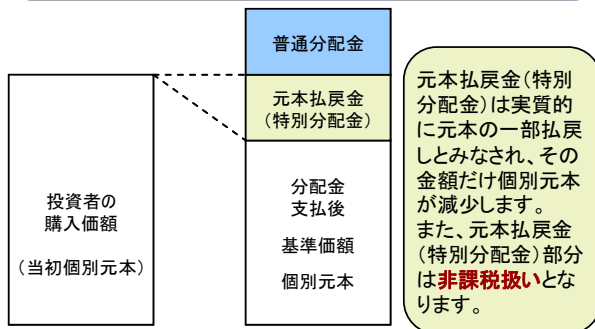 普通分配金
元本払戻金
（特別分配金）
投資者の
購入価額
（当初個別元本）
分配金
支払後
基準価額
個別元本
元本払戻金（特別
分配金）は実質的
に元本の一部払戻
しとみなされ、その
金額だけ個別元本
が減少します。
また、元本払戻金
（特別分配金）部分
は非課税扱いとな
ります。